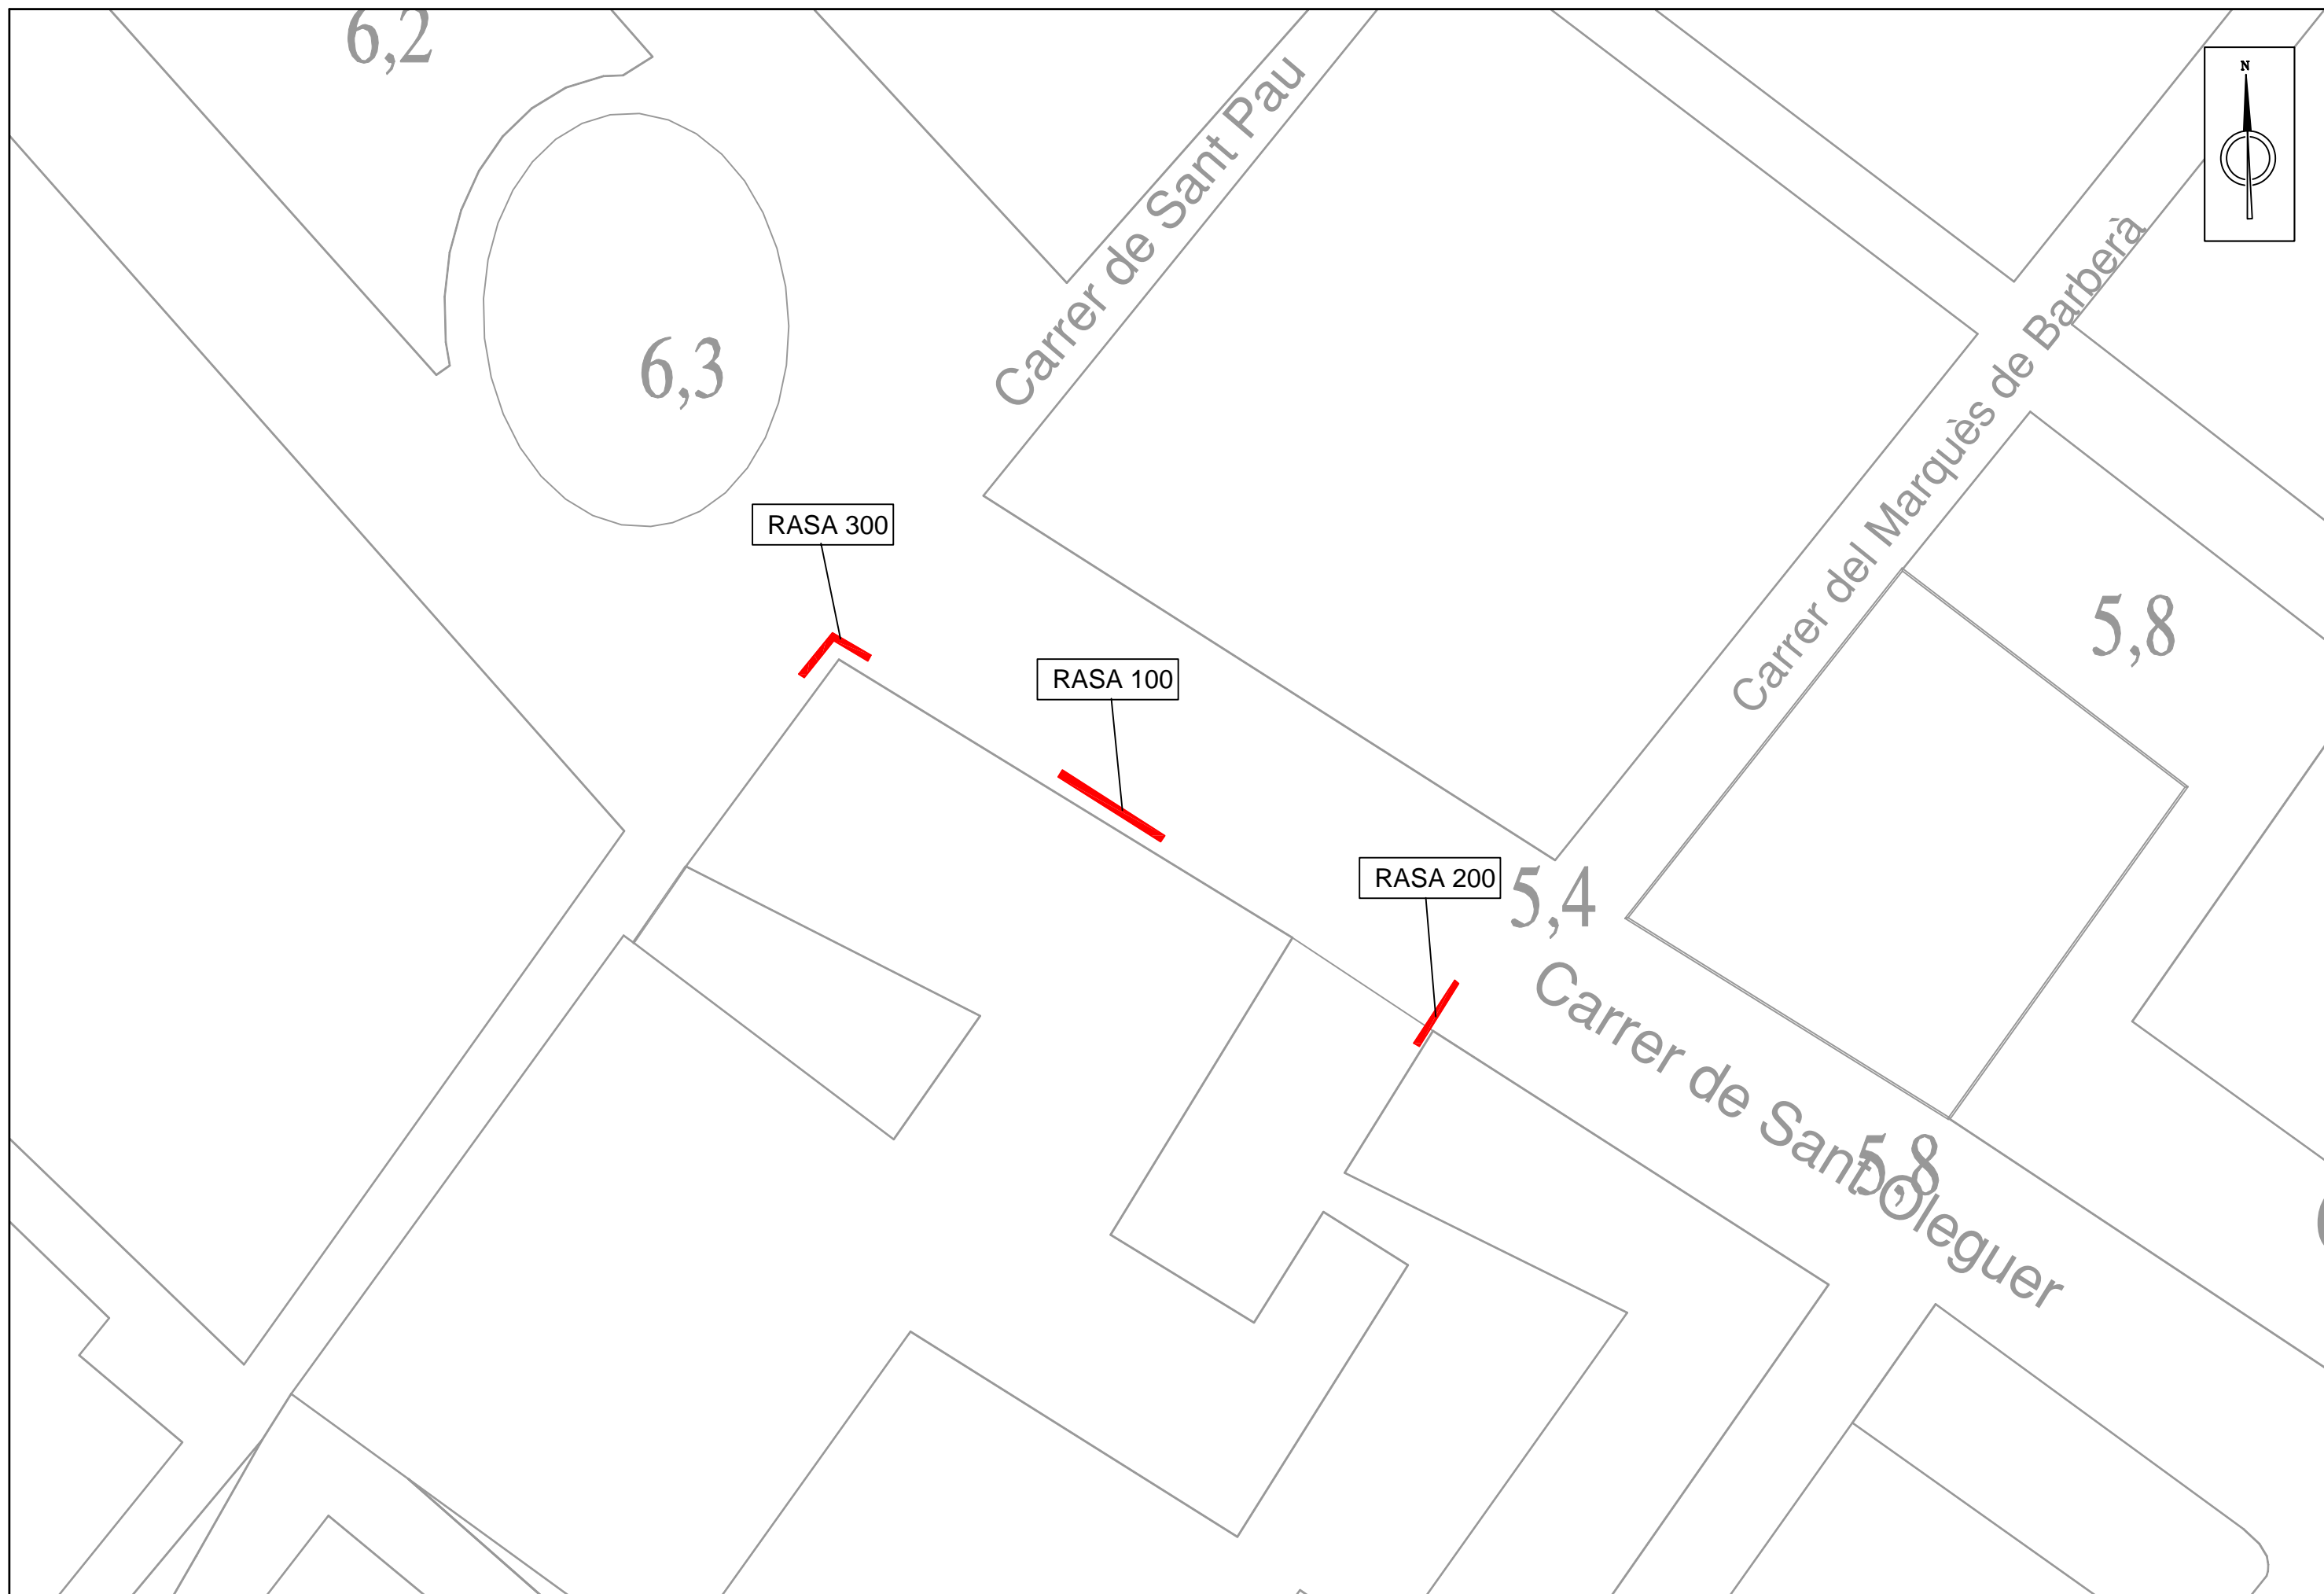 6,2
N
Carrer de Sant Pau
6,3
Carrer del Marquès de Barberà
RASA 300
5,8
RASA 100
RASA 200
5,4
Carrer de Sant Oleguer
5,8